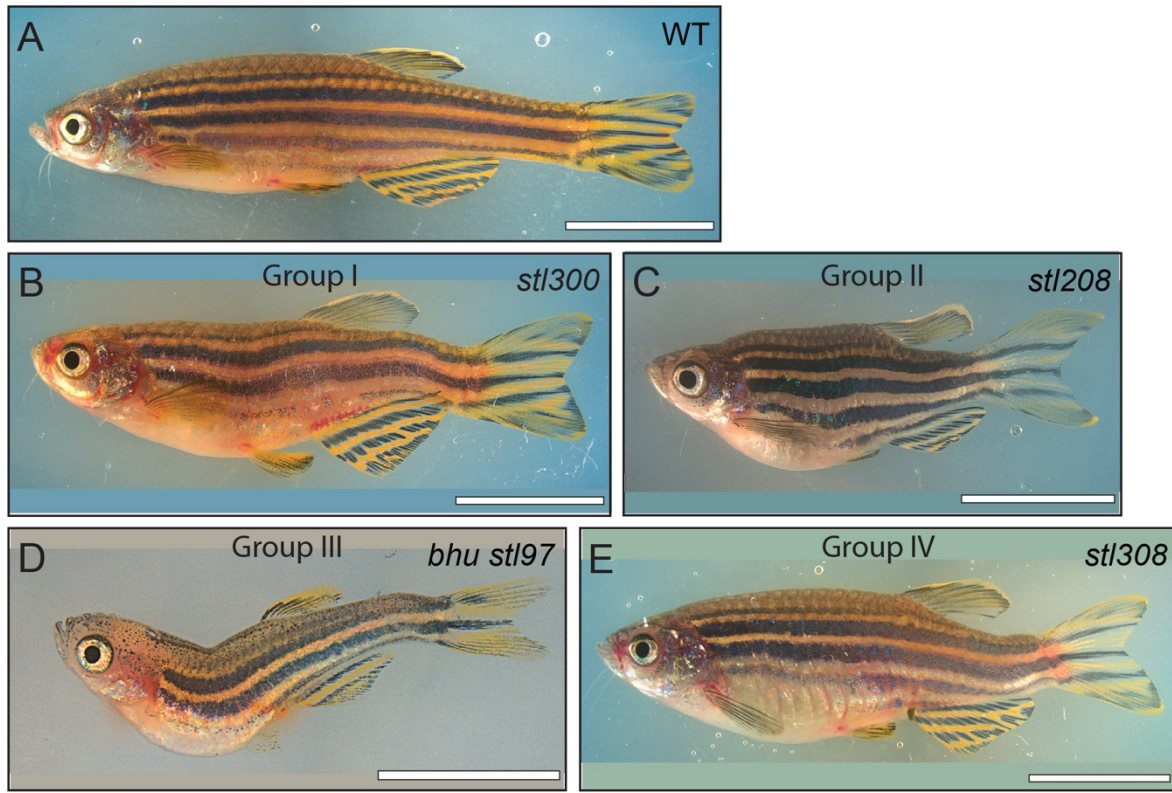 A
WT
B
Group I
stl300
C
Group II
stl208
D
Group III
bhu stl97
E
Group IV
stl308